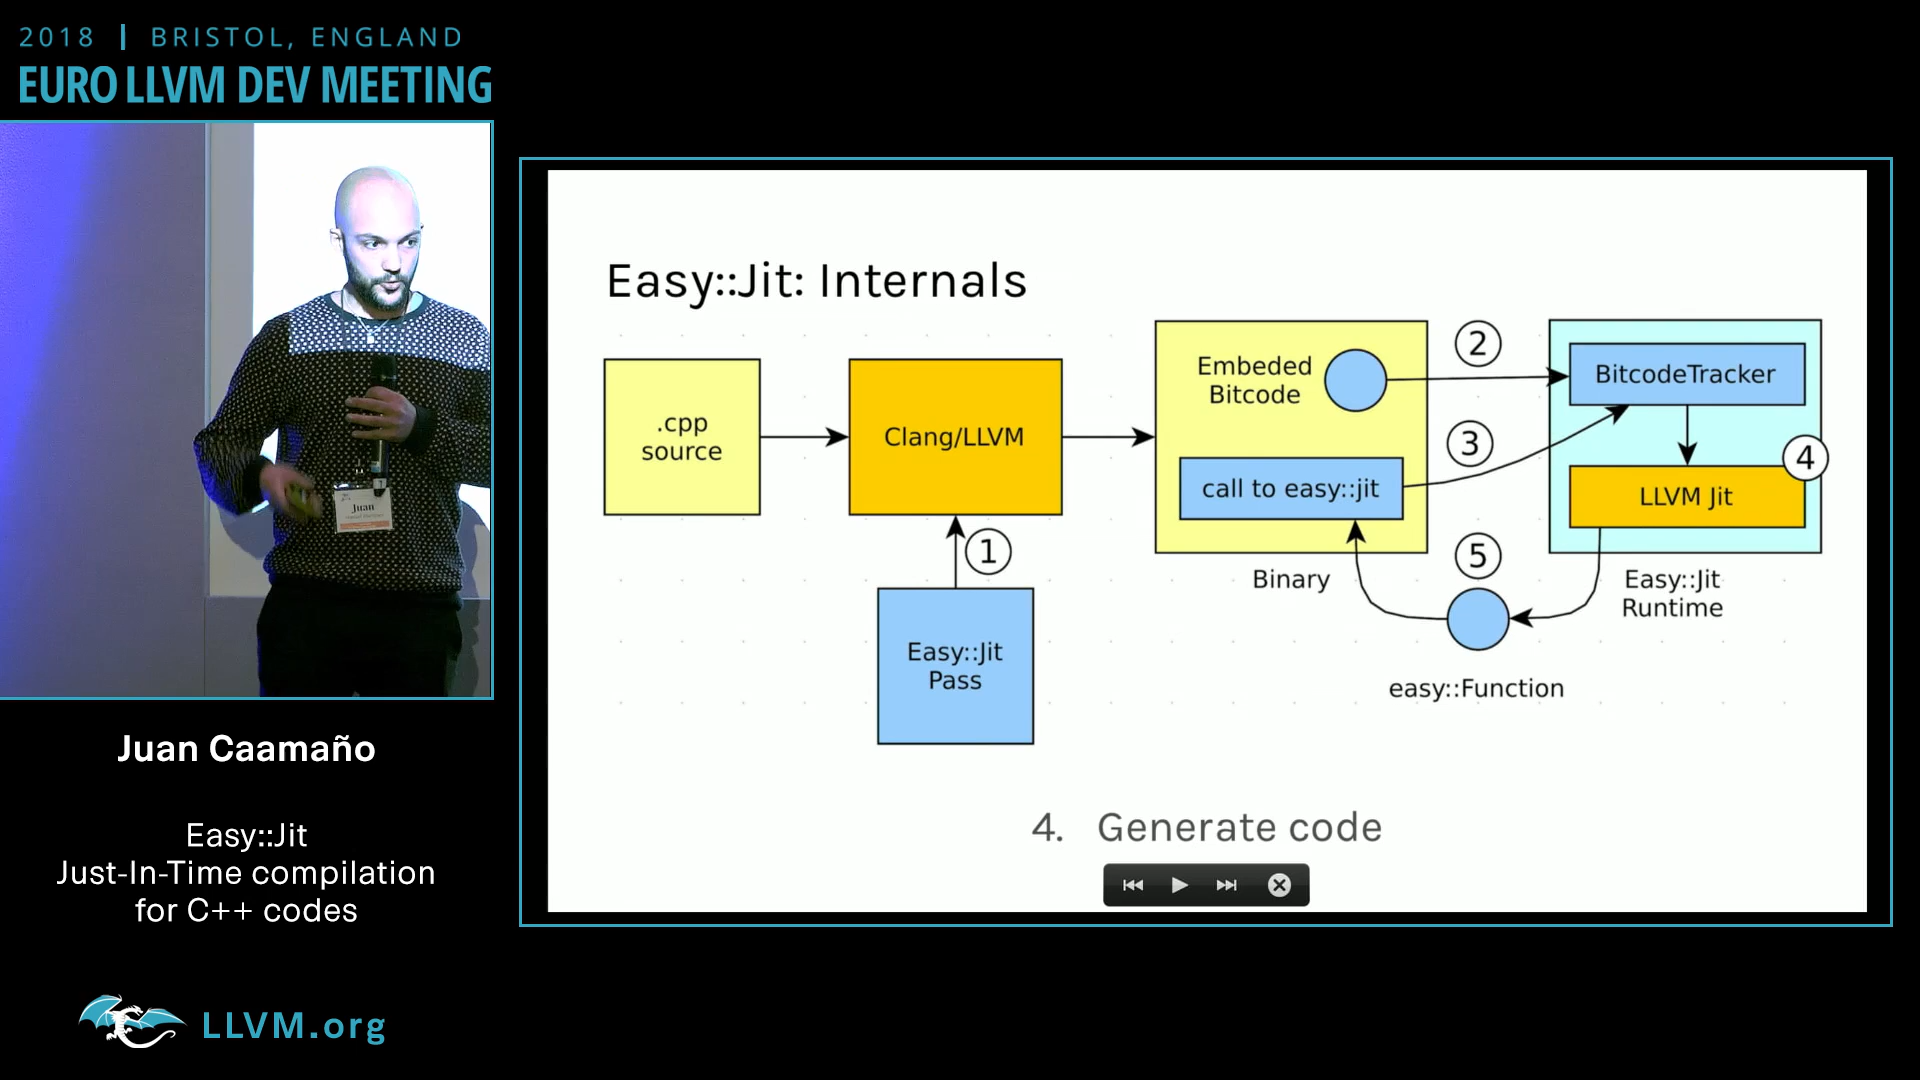 2018 | BRISTOL, ENGLAND
EURO LLVM DEV MEETING
Juan
Juan Caamaño
Easy::Jit
Just-In-Time compilation
for C++ codes
LLVM.org
Easy::Jit: Internals
.cpp
source
Clang/LLVM
1
Easy::Jit
Pass
Embeded
Bitcode
call to easy::jit
Binary
2
3
BitcodeTracker
4
LLVM Jit
Easy::Jit
Runtime
5
easy::Function
4. Generate code